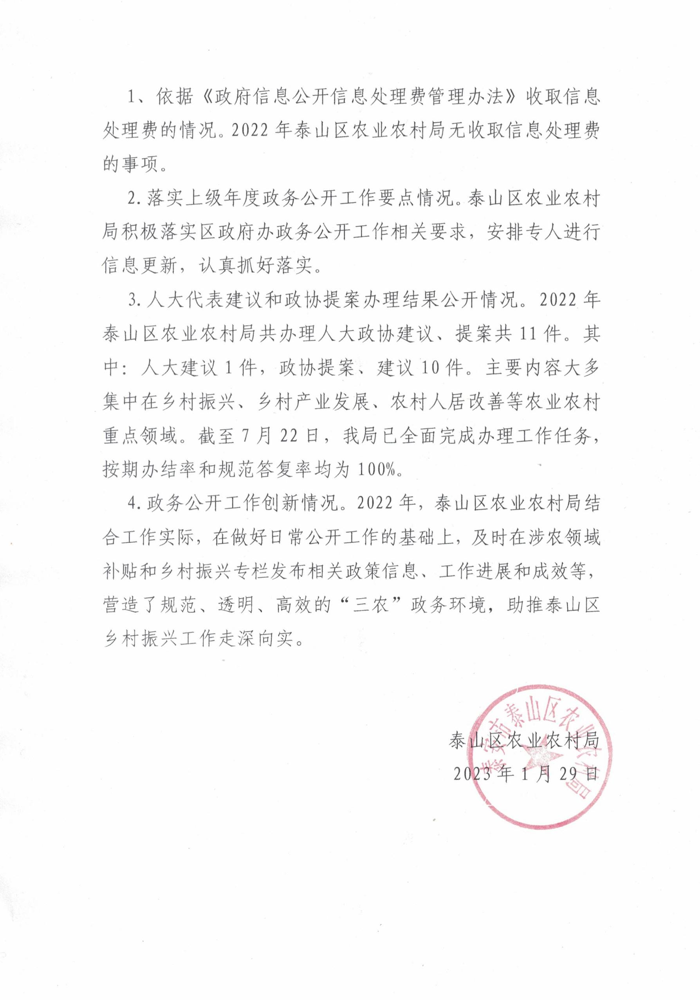 1、依据《政府信息公开信息处理费管理办法》收取信息
处理费的情况。2022年泰山区农业农村局无收取信息处理费
的事项。
2.落实上级年度政务公开工作要点情况。泰山区农业农村
局积极落实区政府办政务公开工作相关要求，安排专人进行
信息更新，认真抓好落实。
3.人大代表建议和政协提案办理结果公开情况。2022年
泰山区农业农村局共办理人大政协建议、提案共11件。其
中：人大建议1件，政协提案、建议10件。主要内容大多
集中在乡村振兴、乡村产业发展、农村人居改善等农业农村
重点领域。截至7月22日，我局已全面完成办理工作任务，
按期办结率和规范答复率均为100%。
4.政务公开工作创新情况。2022年，泰山区农业农村局结
合工作实际，在做好日常公开工作的基础上，及时在涉农领域
补贴和乡村振兴专栏发布相关政策信息、工作进展和成效等，
营造了规范、透明、高效的“三农”政务环境，助推泰山区
乡村振兴工作走深向实。
泰安市泰山区农业农村局
泰山区农业农村局
2023年1月29日